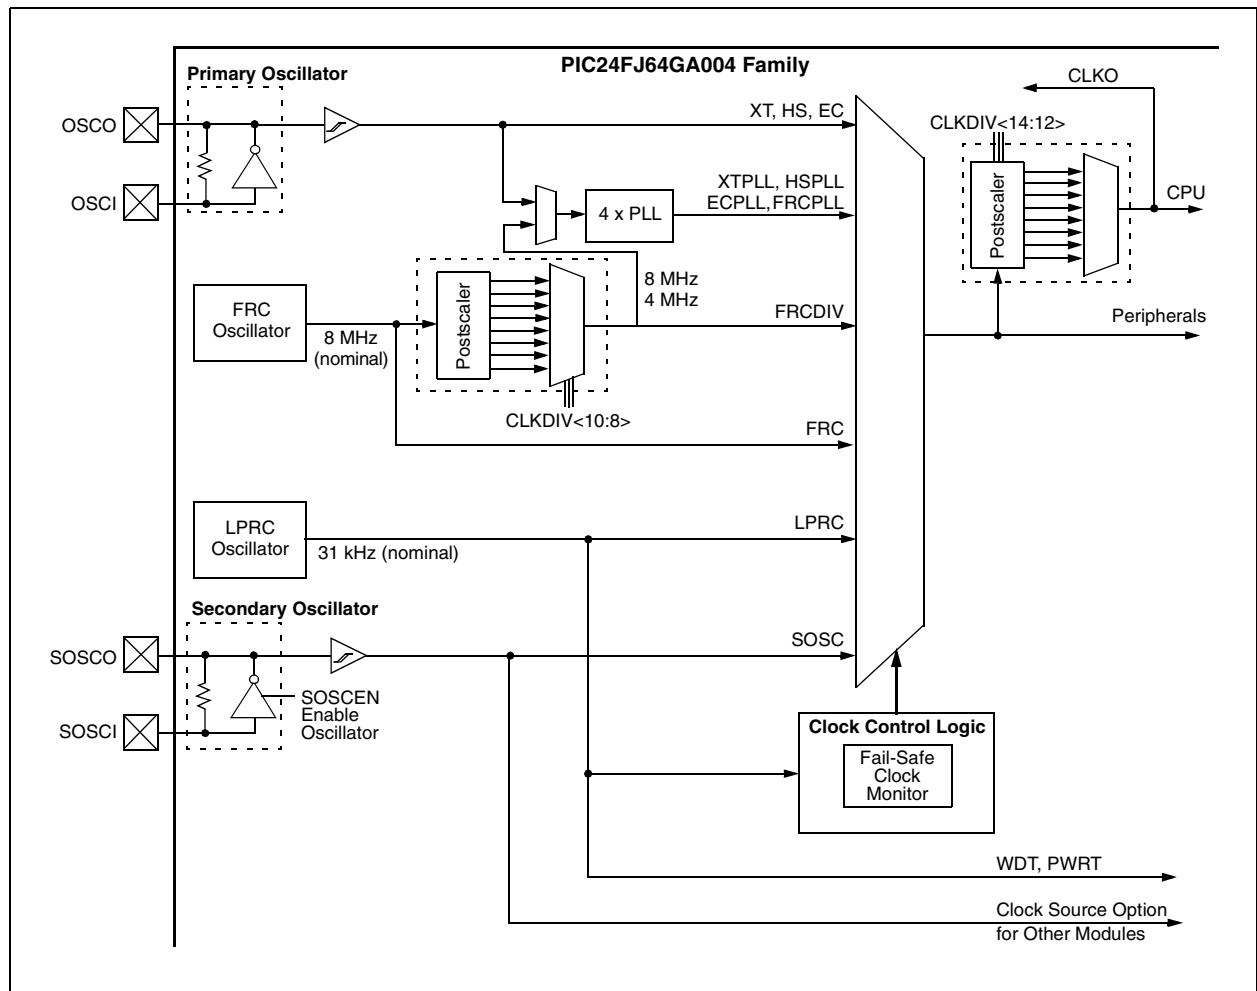 PIC24FJ64GA004 Family
Primary Oscillator
OSCO
OSCI
XT, HS, EC
XTPLL, HSPLL
ECPLL,FRCPLL
4 x PLL
CLKO
CLKDIV<14:12>
Postscaler
CPU
Peripherals
FRC
Oscillator
8 MHz
(nominal)
Postscaler
CLKDIV<10:8>
8 MHz
4 MHz
FRCDIV
FRC
LPRC
Oscillator
31 kHz (nominal)
LPRC
Secondary Oscillator
SOSCO
SOSCI
SOSCEN
Enable
Oscillator
SOSC
Clock Control Logic
Fail-Safe
Clock
Monitor
WDT, PWRT
Clock Source Option
for Other Modules